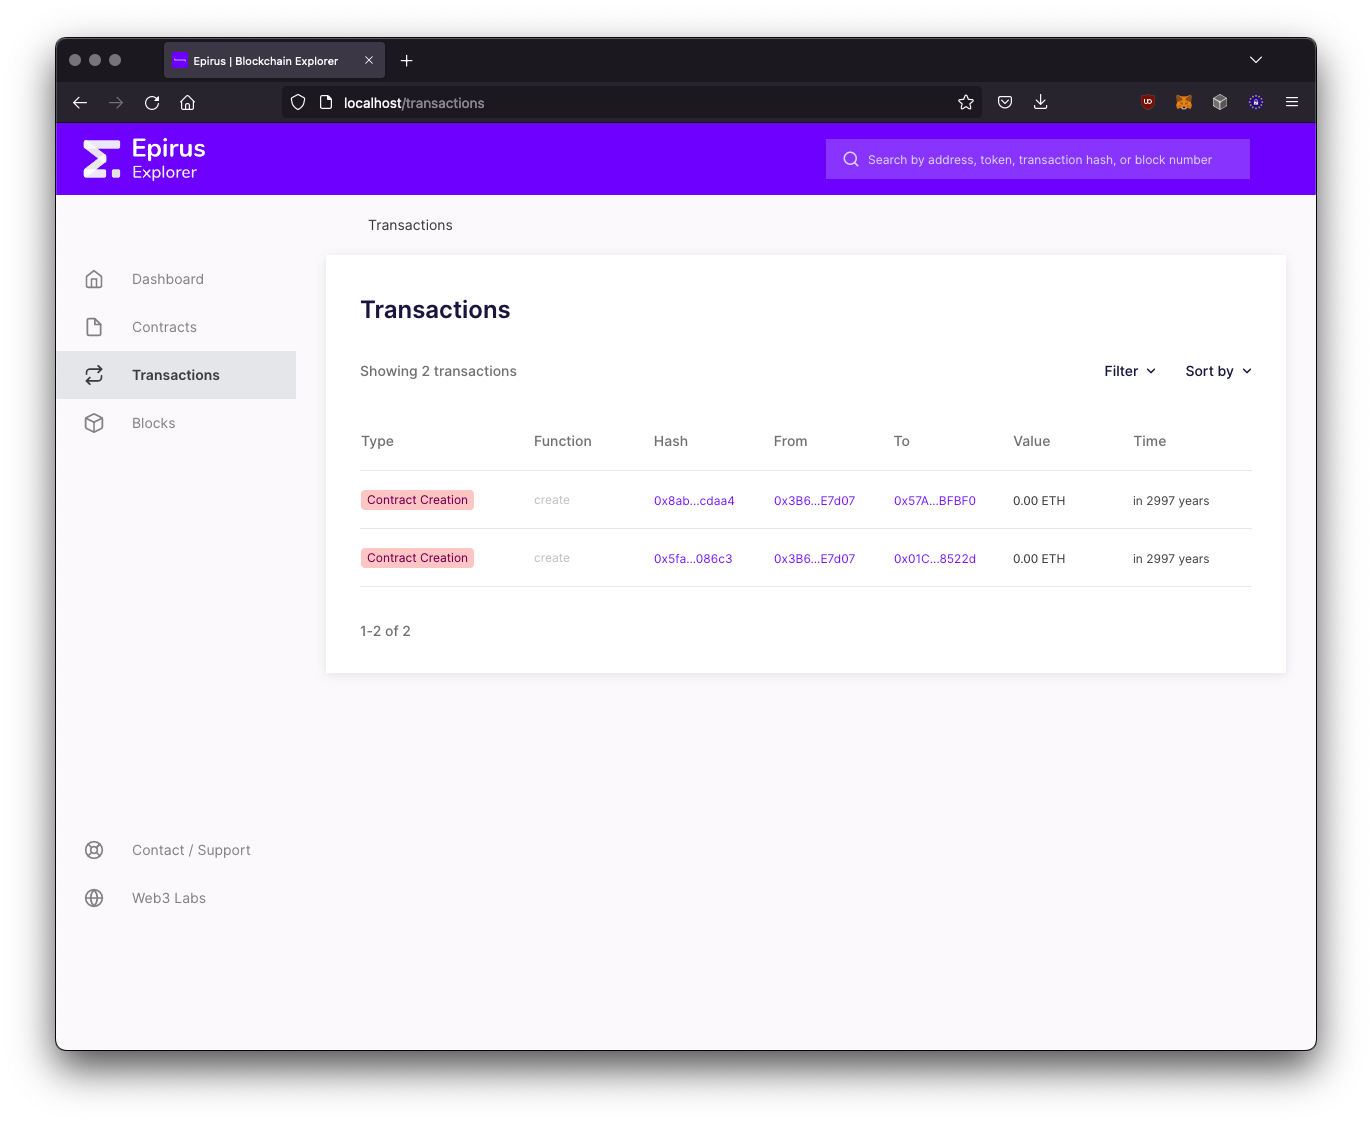 Epirus | Blockchain Explorer
localhost/transactions
Epirus
Explorer
Search by address, token, transaction hash, or block number
Transactions
Dashboard
Contracts
Transactions
Blocks
Transactions
Showing 2 transactions
Filter
Sort by
Type Function Hash From To Value Time
Contract Creation create 0x8ab...cdaa4 0x3B6...E7d07 0x57A...BFBF0 0.00 ETH in 2997 years
Contract Creation create 0x5fa...086c3 0x3B6...E7d07 0x01C...8522d 0.00 ETH in 2997 years
1-2 of 2
Contact / Support
Web3 Labs